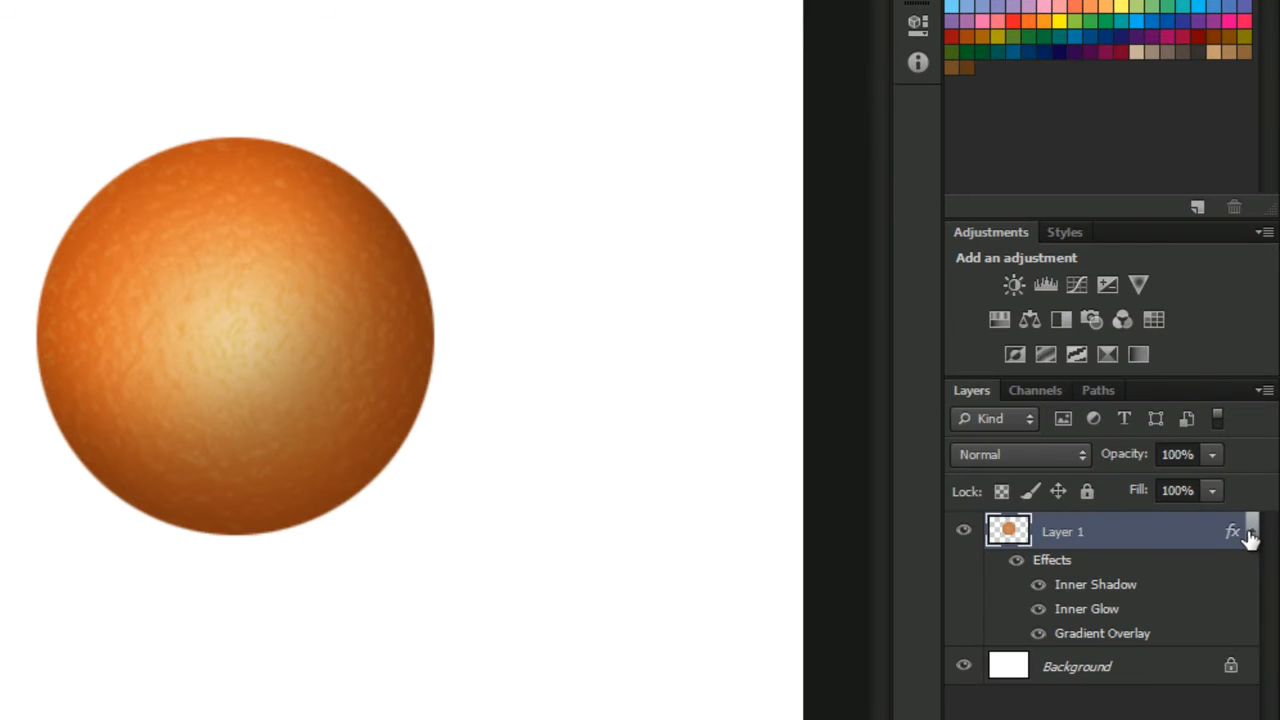 Adjustments Styles
Add an adjustment
Layers Channels Paths
Kind
Normal Opacity: 100%
Lock: Fill: 100%
Layer 1 fx
Effects
Inner Shadow
Inner Glow
Gradient Overlay
Background